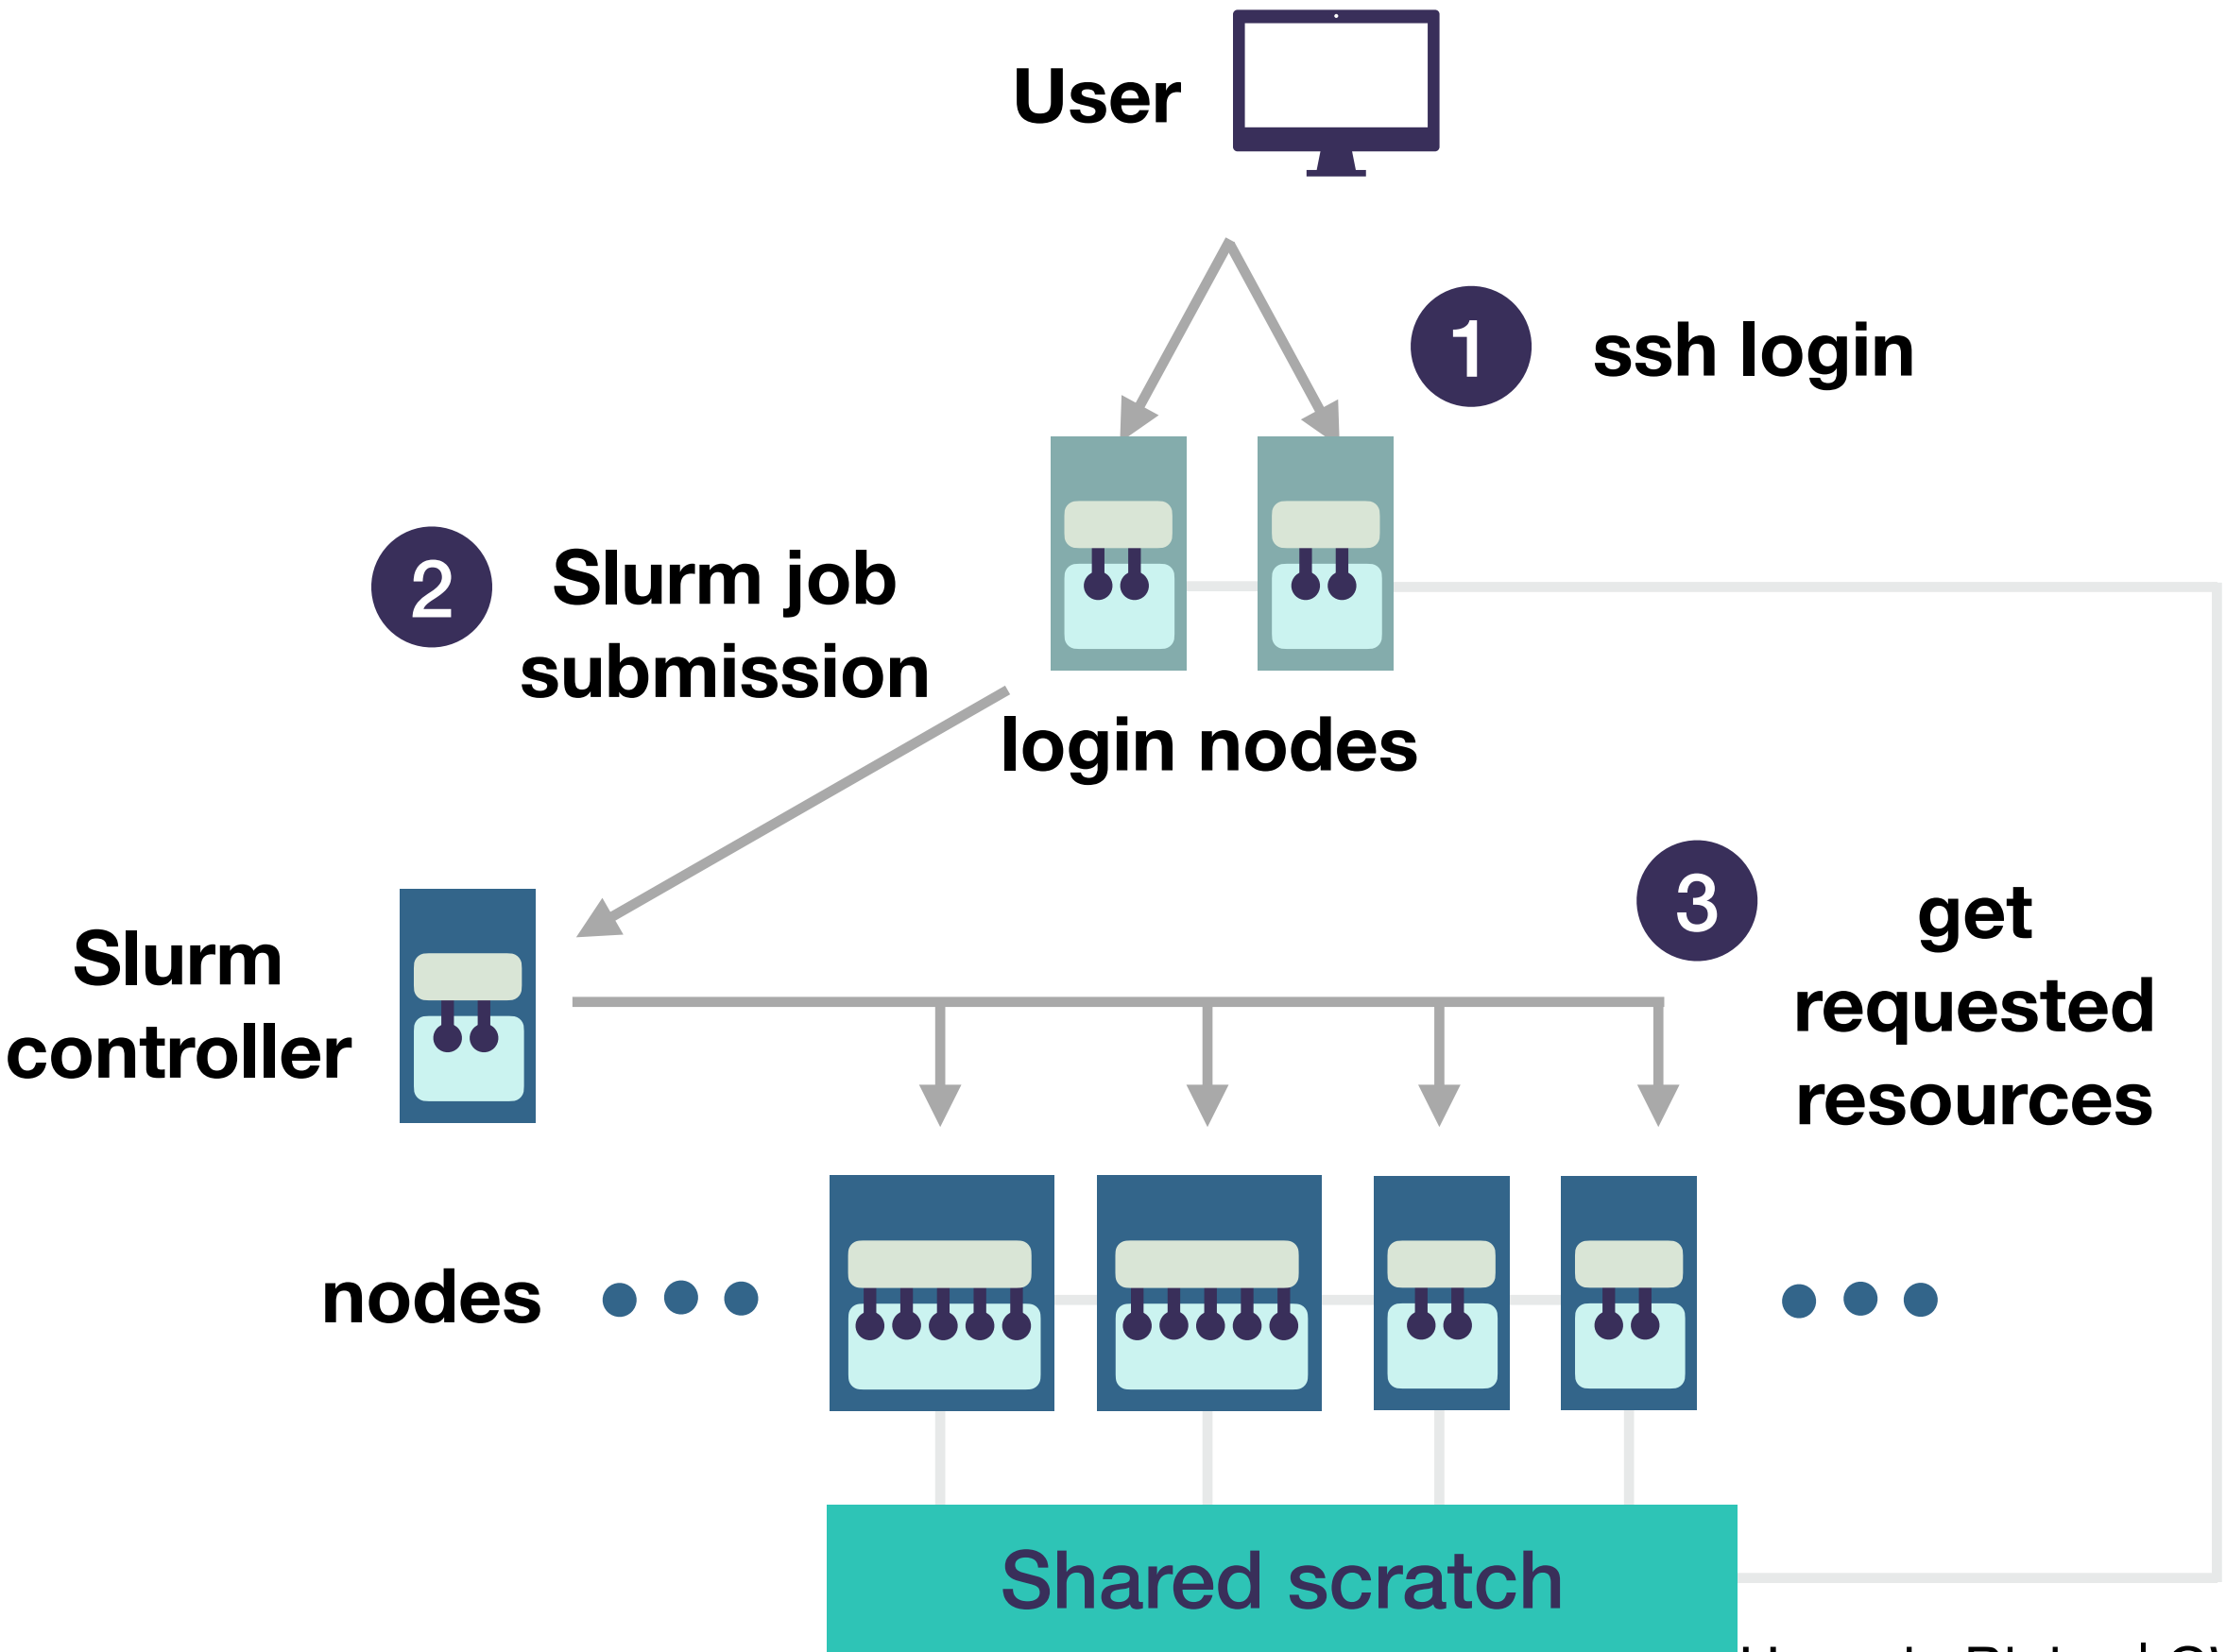 User
1
ssh login
2
Slurm job
submission
login nodes
3
get
requested
resources
Slurm
controller
nodes
Shared scratch